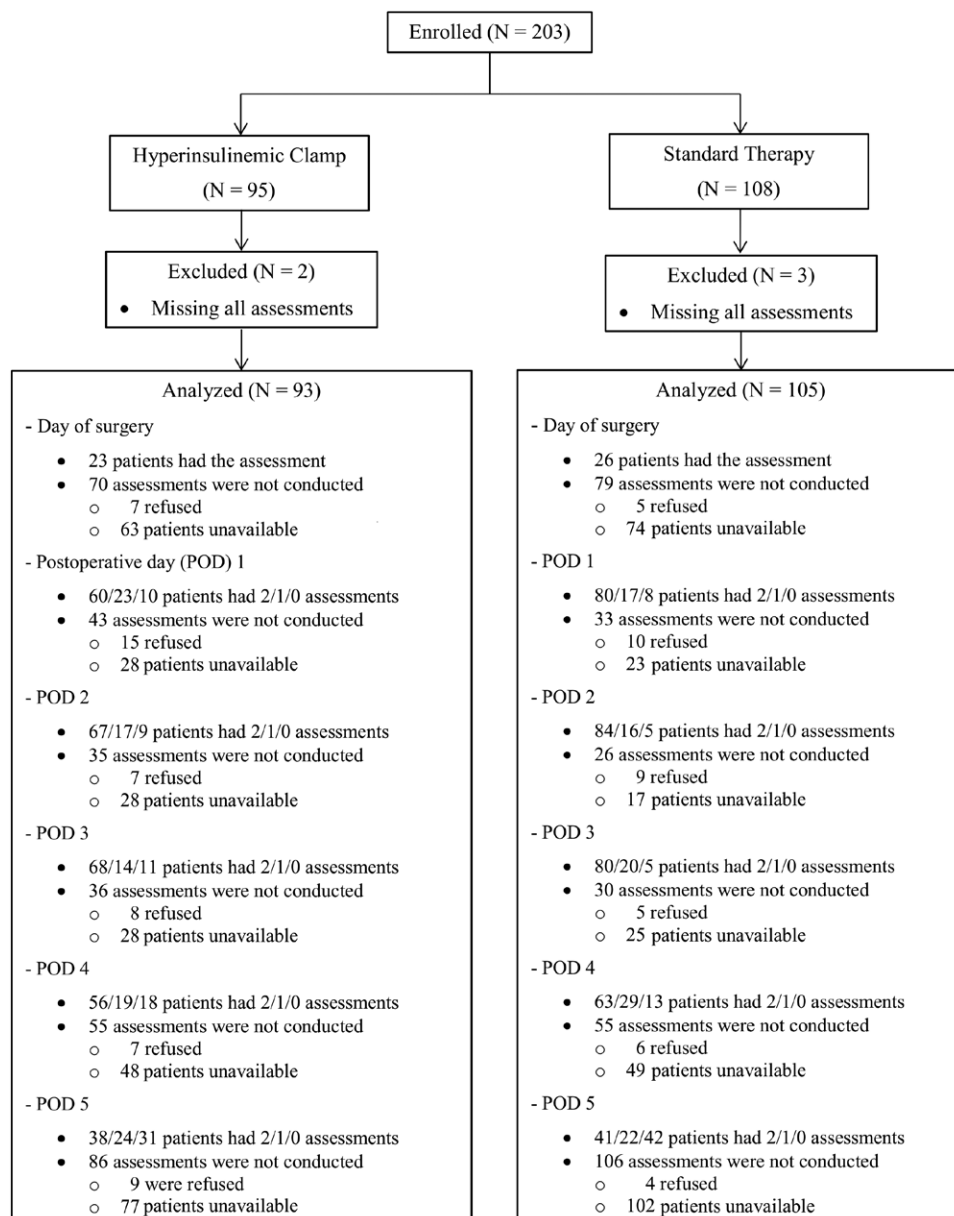 Enrolled (N = 203)
Hyperinsulinemic Clamp
(N = 95)
Standard Therapy
(N = 108)
Excluded (N = 2)
• Missing all assessments
Excluded (N = 3)
• Missing all assessments
Analyzed (N = 93)
- Day of surgery
• 23 patients had the assessment
• 70 assessments were not conducted
○ 7 refused
○ 63 patients unavailable
- Postoperative day (POD) 1
• 60/23/10 patients had 2/1/0 assessments
• 43 assessments were not conducted
○ 15 refused
○ 28 patients unavailable
- POD 2
• 67/17/9 patients had 2/1/0 assessments
• 35 assessments were not conducted
○ 7 refused
○ 28 patients unavailable
- POD 3
• 68/14/11 patients had 2/1/0 assessments
• 36 assessments were not conducted
○ 8 refused
○ 28 patients unavailable
- POD 4
• 56/19/18 patients had 2/1/0 assessments
• 55 assessments were not conducted
○ 7 refused
○ 48 patients unavailable
- POD 5
• 38/24/31 patients had 2/1/0 assessments
• 86 assessments were not conducted
○ 9 were refused
○ 77 patients unavailable
Analyzed (N = 105)
- Day of surgery
• 26 patients had the assessment
• 79 assessments were not conducted
○ 5 refused
○ 74 patients unavailable
- POD 1
• 80/17/8 patients had 2/1/0 assessments
• 33 assessments were not conducted
○ 10 refused
○ 23 patients unavailable
- POD 2
• 84/16/5 patients had 2/1/0 assessments
• 26 assessments were not conducted
○ 9 refused
○ 17 patients unavailable
- POD 3
• 80/20/5 patients had 2/1/0 assessments
• 30 assessments were not conducted
○ 5 refused
○ 25 patients unavailable
- POD 4
• 63/29/13 patients had 2/1/0 assessments
• 55 assessments were not conducted
○ 6 refused
○ 49 patients unavailable
- POD 5
• 41/22/42 patients had 2/1/0 assessments
• 106 assessments were not conducted
○ 4 refused
○ 102 patients unavailable